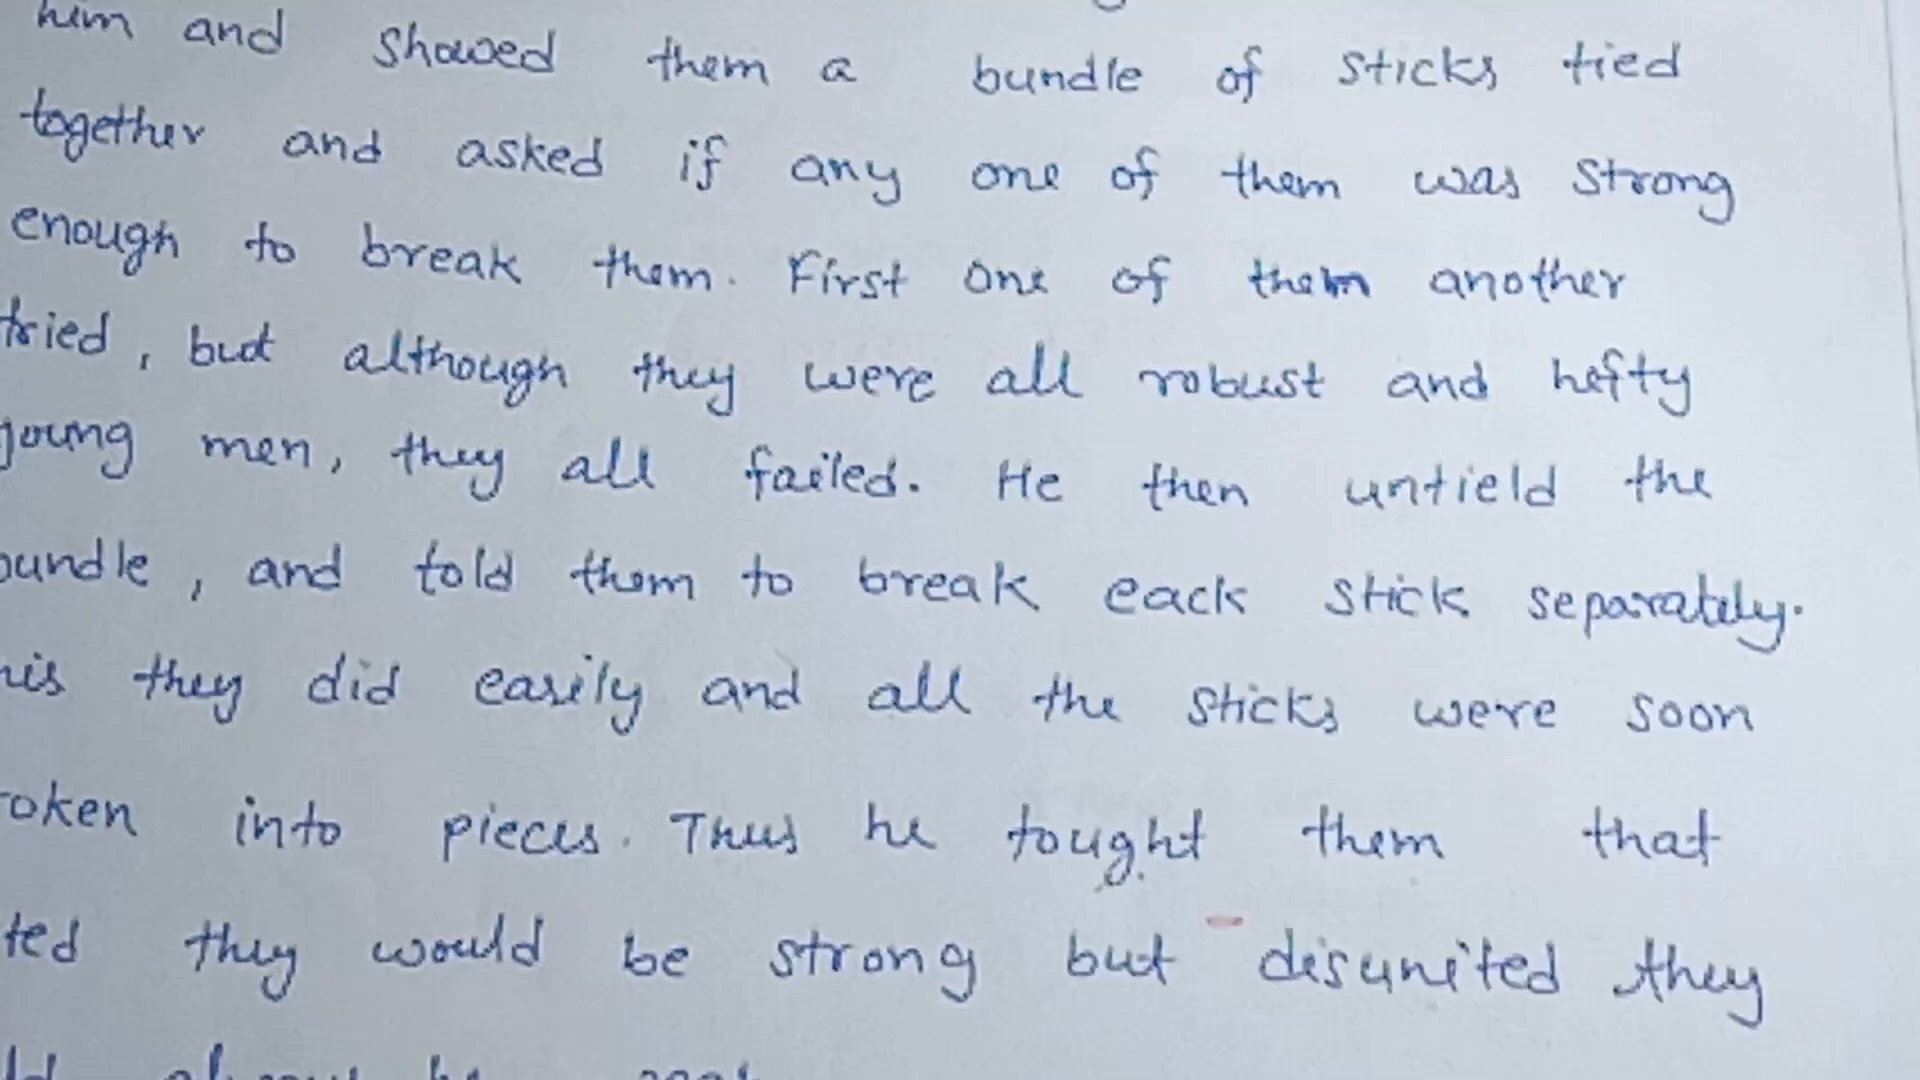 him and showed them a bundle of sticks tied
together and asked if any one of them was strong
enough to break them. First one of them another
tried, but although they were all robust and hefty
young men, they all failed. He then untield the
bundle, and told them to break eack stick separately.
his they did easily and all the sticks were soon
roken into pieces. Thus he tought them that
ted they would be strong but disunited they